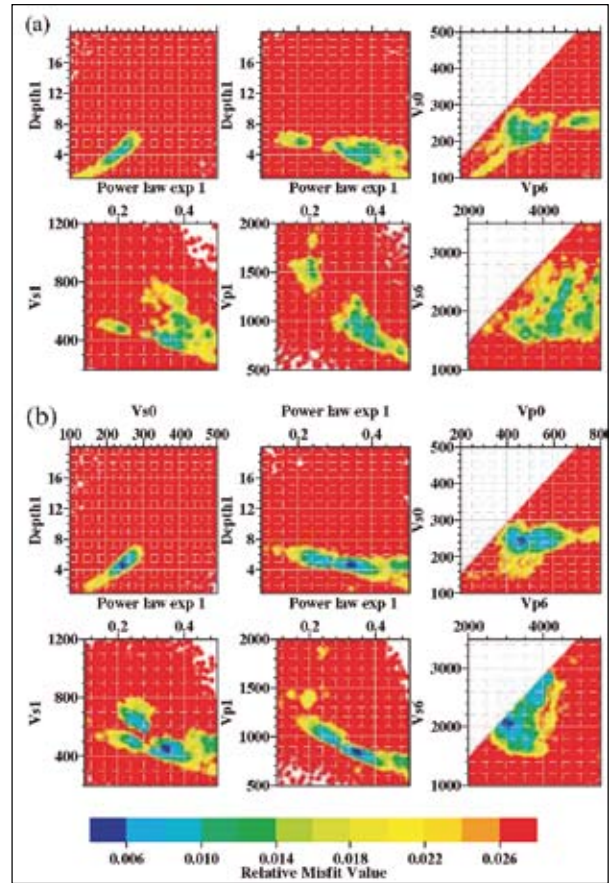 (a)
16
12
8
4
Depth1
16
12
8
4
Depth1
500
400
300
200
100
Vs0
Power law exp 1
Power law exp 1
Vp6
0.2 0.4
0.2 0.4
2000 4000
1200
800
400
Vs1
2000
1500
1000
500
Vp1
3000
2000
1000
Vs6
(b)
Vs0
Power law exp 1
Vp0
100 200 300 400 500
0.2 0.4
200 400 600 800
16
12
8
4
Depth1
16
12
8
4
Depth1
500
400
300
200
100
Vs0
Power law exp 1
Power law exp 1
Vp6
0.2 0.4
0.2 0.4
2000 4000
1200
800
400
Vs1
2000
1500
1000
500
Vp1
3000
2000
1000
Vs6
0.006 0.010 0.014 0.018 0.022 0.026
Relative Misfit Value